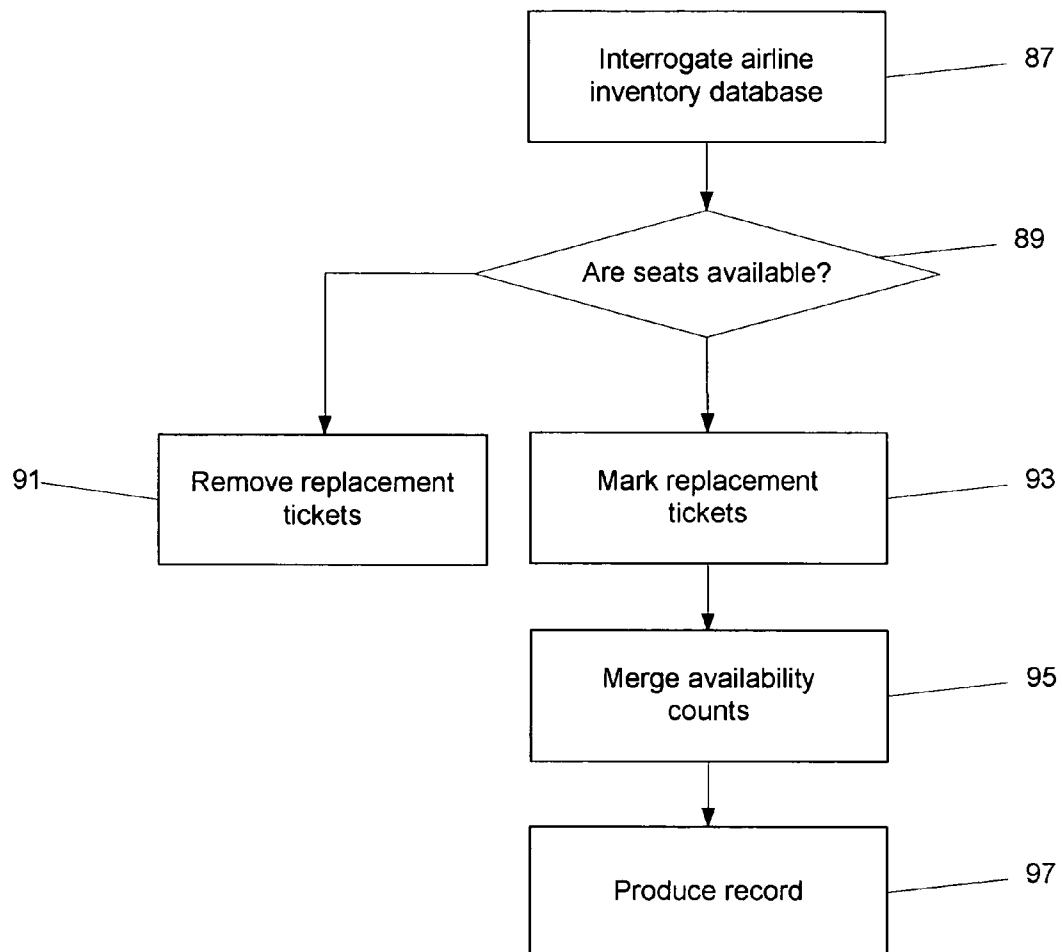 Interrogate airline
inventory database
87
Are seats available?
89
91
Remove replacement
tickets
Mark replacement
tickets
93
Merge availability
counts
95
Produce record
97